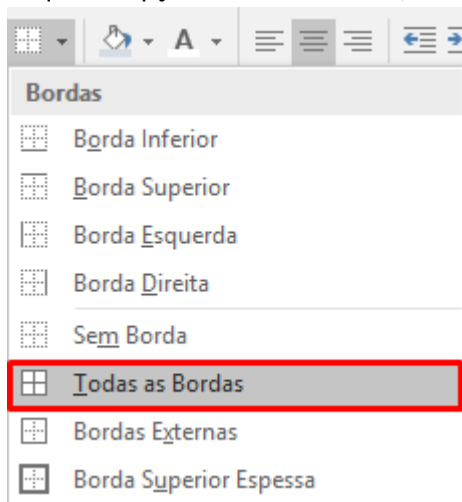 A
Bordas
Borda Inferior
Borda Superior
Borda Esquerda
Borda Direita
Sem Borda
Todas as Bordas
Bordas Externas
Borda Superior Espessa